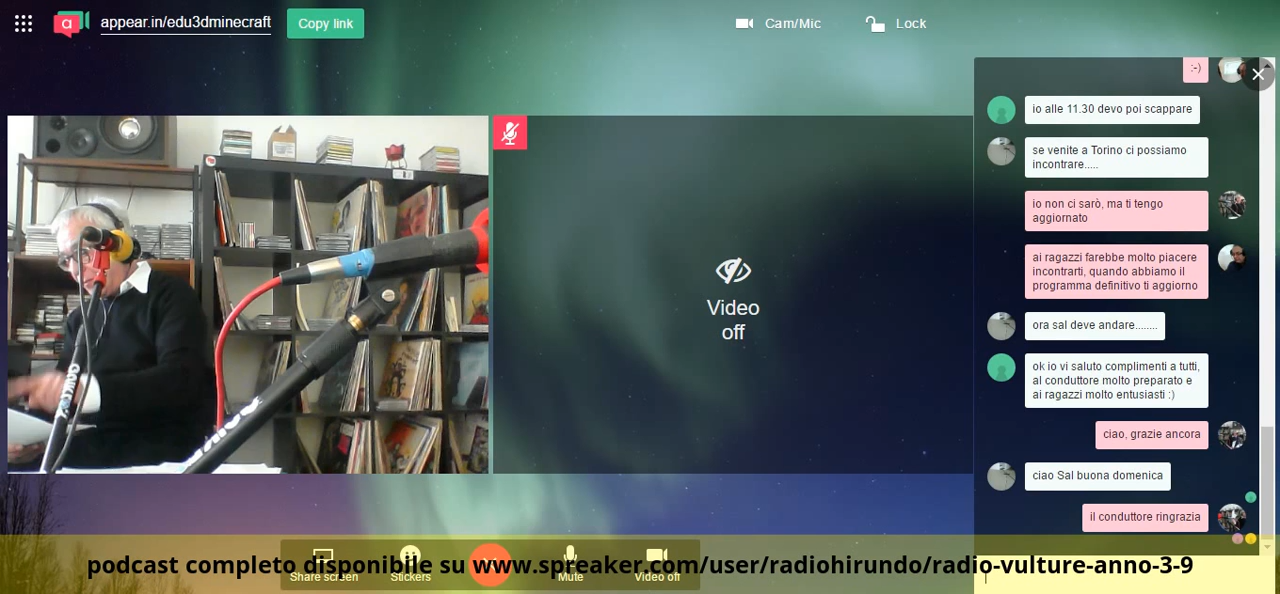 a
appear.in/edu3dminecraft
Copy link
Cam/Mic
Lock
:-)
io alle 11.30 devo poi scappare
se venite a Torino ci possiamo
incontrare.....
io non ci sarò, ma ti tengo
aggiornato
ai ragazzi farebbe molto piacere
incontrarti, quando abbiamo il
programma definitivo ti aggiorno
ora sal deve andare........
ok io vi saluto complimenti a tutti,
al conduttore molto preparato e
ai ragazzi molto entusiasti :)
ciao, grazie ancora
ciao Sal buona domenica
il conduttore ringrazia
Video
off
podcast completo disponibile su www.spreaker.com/user/radiohirundo/radio-vulture-anno-3-9
Share screen
Stickers
Mute
Video off